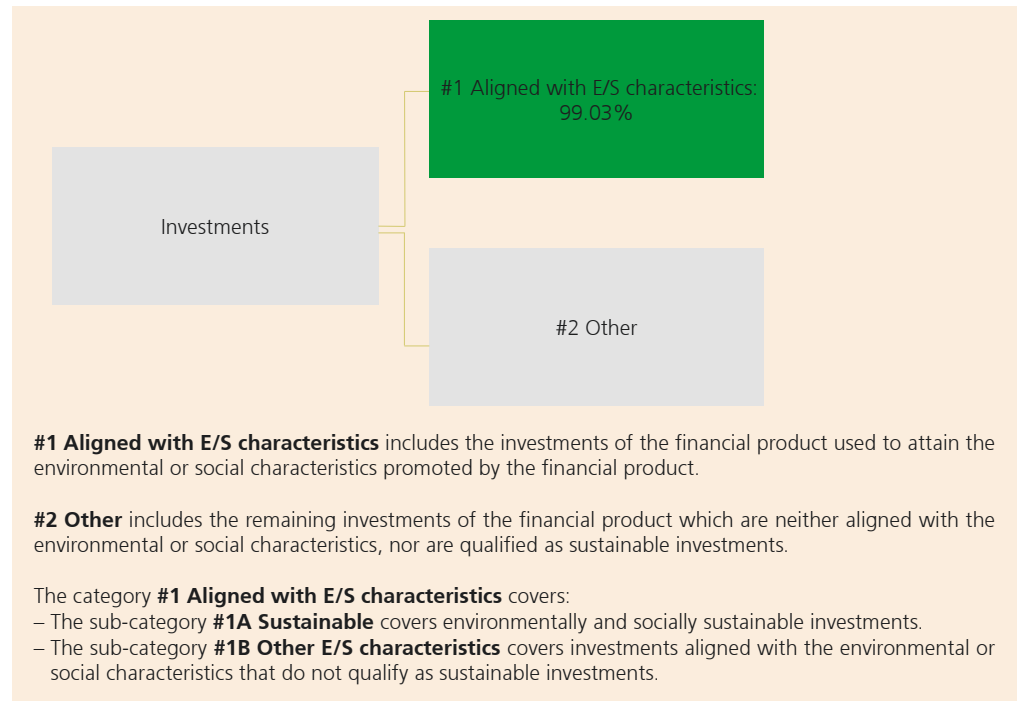 #1 Aligned with E/S characteristics:
99.03%
Investments
#2 Other
#1 Aligned with E/S characteristics includes the investments of the financial product used to attain the
environmental or social characteristics promoted by the financial product.
#2 Other includes the remaining investments of the financial product which are neither aligned with the
environmental or social characteristics, nor are qualified as sustainable investments.
The category #1 Aligned with E/S characteristics covers:
– The sub-category #1A Sustainable covers environmentally and socially sustainable investments.
– The sub-category #1B Other E/S characteristics covers investments aligned with the environmental or
social characteristics that do not qualify as sustainable investments.